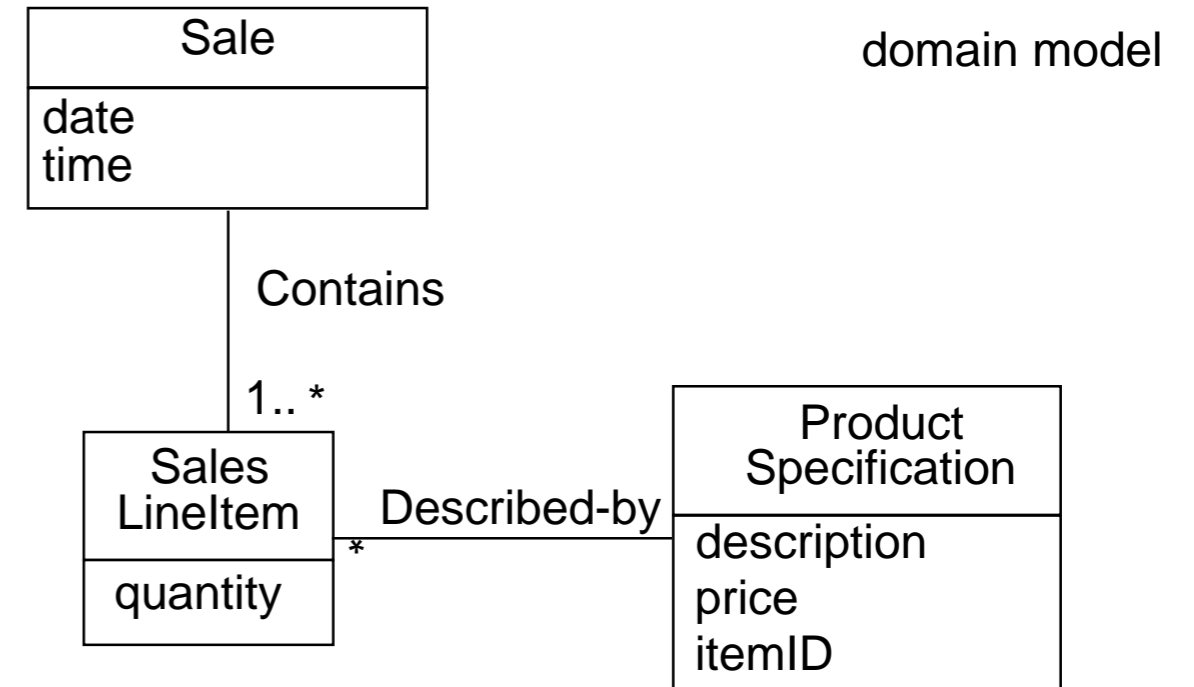 Sale
domain model
date
time
Contains
1.. *
Sales
LineItem
quantity
Described-by
*
Product
Specification
description
price
itemID